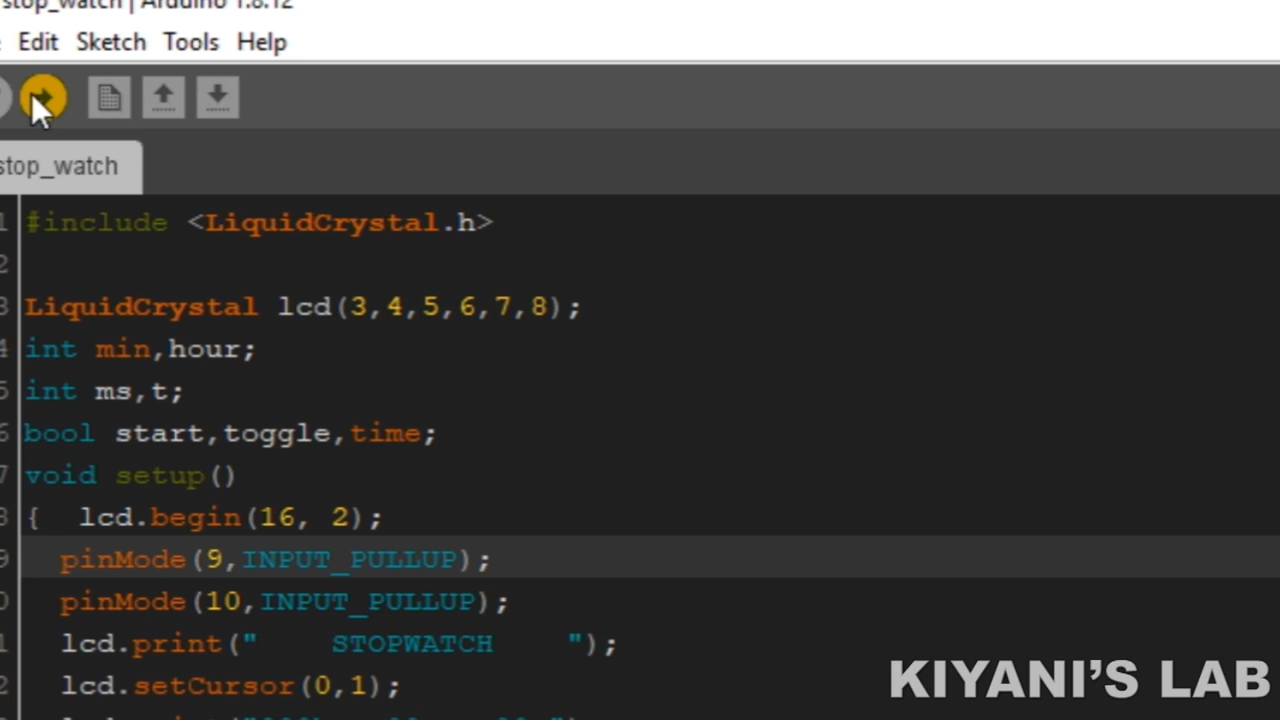 stop_watch | Arduino 1.8.12
Edit Sketch Tools Help
stop_watch
1 #include <LiquidCrystal.h>
2
3 LiquidCrystal lcd(3,4,5,6,7,8);
4 int min,hour;
5 int ms,t;
6 bool start,toggle,time;
7 void setup()
8 { lcd.begin(16, 2);
9 pinMode(9,INPUT_PULLUP);
0 pinMode(10,INPUT_PULLUP);
1 lcd.print("    STOPWATCH    ");
2 lcd.setCursor(0,1);
KIYANI'S LAB